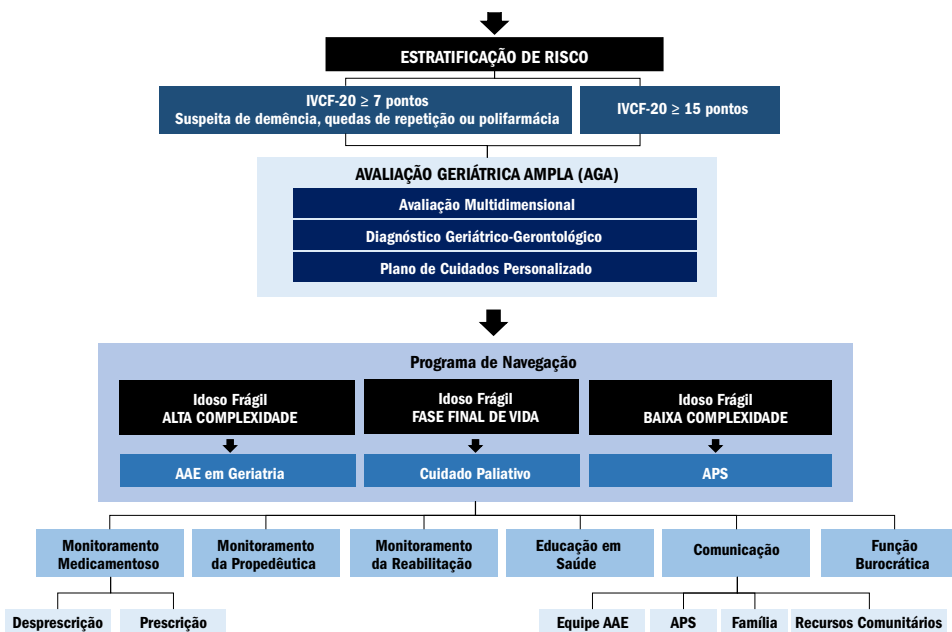 ESTRATIFICAÇÃO DE RISCO
IVCF-20 ≥ 7 pontos
Suspeita de demência, quedas de repetição ou polifarmácia
IVCF-20 ≥ 15 pontos
AVALIAÇÃO GERIÁTRICA AMPLA (AGA)
Avaliação Multidimensional
Diagnóstico Geriátrico-Gerontológico
Plano de Cuidados Personalizado
Programa de Navegação
Idoso Frágil
ALTA COMPLEXIDADE
Idoso Frágil
FASE FINAL DE VIDA
Idoso Frágil
BAIXA COMPLEXIDADE
AAE em Geriatria
Cuidado Paliativo
APS
Monitoramento
Medicamentoso
Monitoramento
da Propedêutica
Monitoramento
da Reabilitação
Educação em
Saúde
Comunicação
Função
Burocrática
Desprescrição
Prescrição
Equipe AAE
APS
Família
Recursos Comunitários